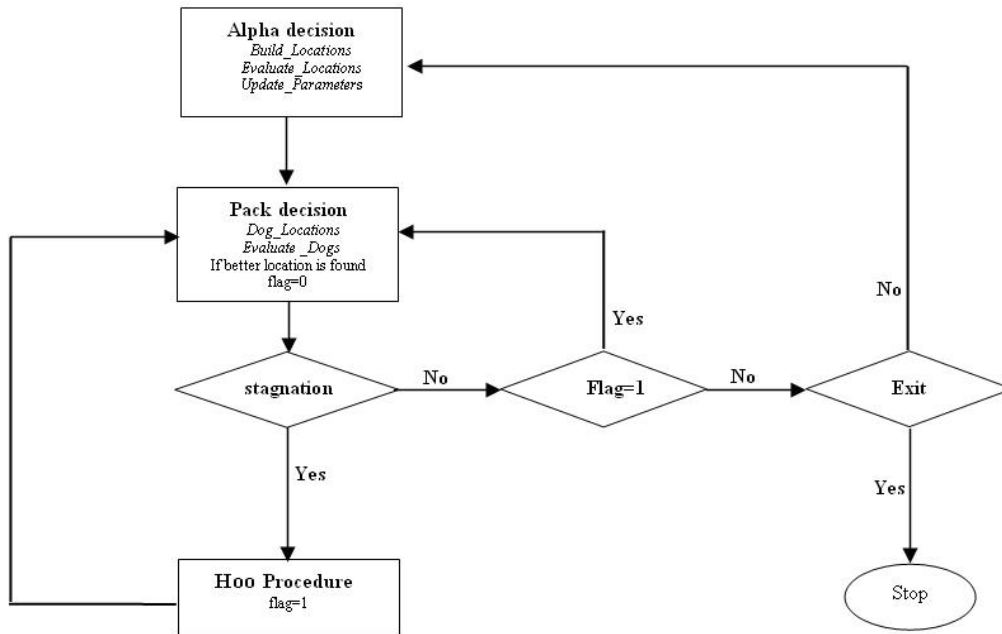 Alpha decision
Build_Locations
Evaluate_Locations
Update_Parameters
Pack decision
Dog_Locations
Evaluate _Dogs
If better location is found
flag=0
No
Yes
stagnation
No
Flag=1
No
Exit
Yes
Yes
Hoo Procedure
flag=1
Stop